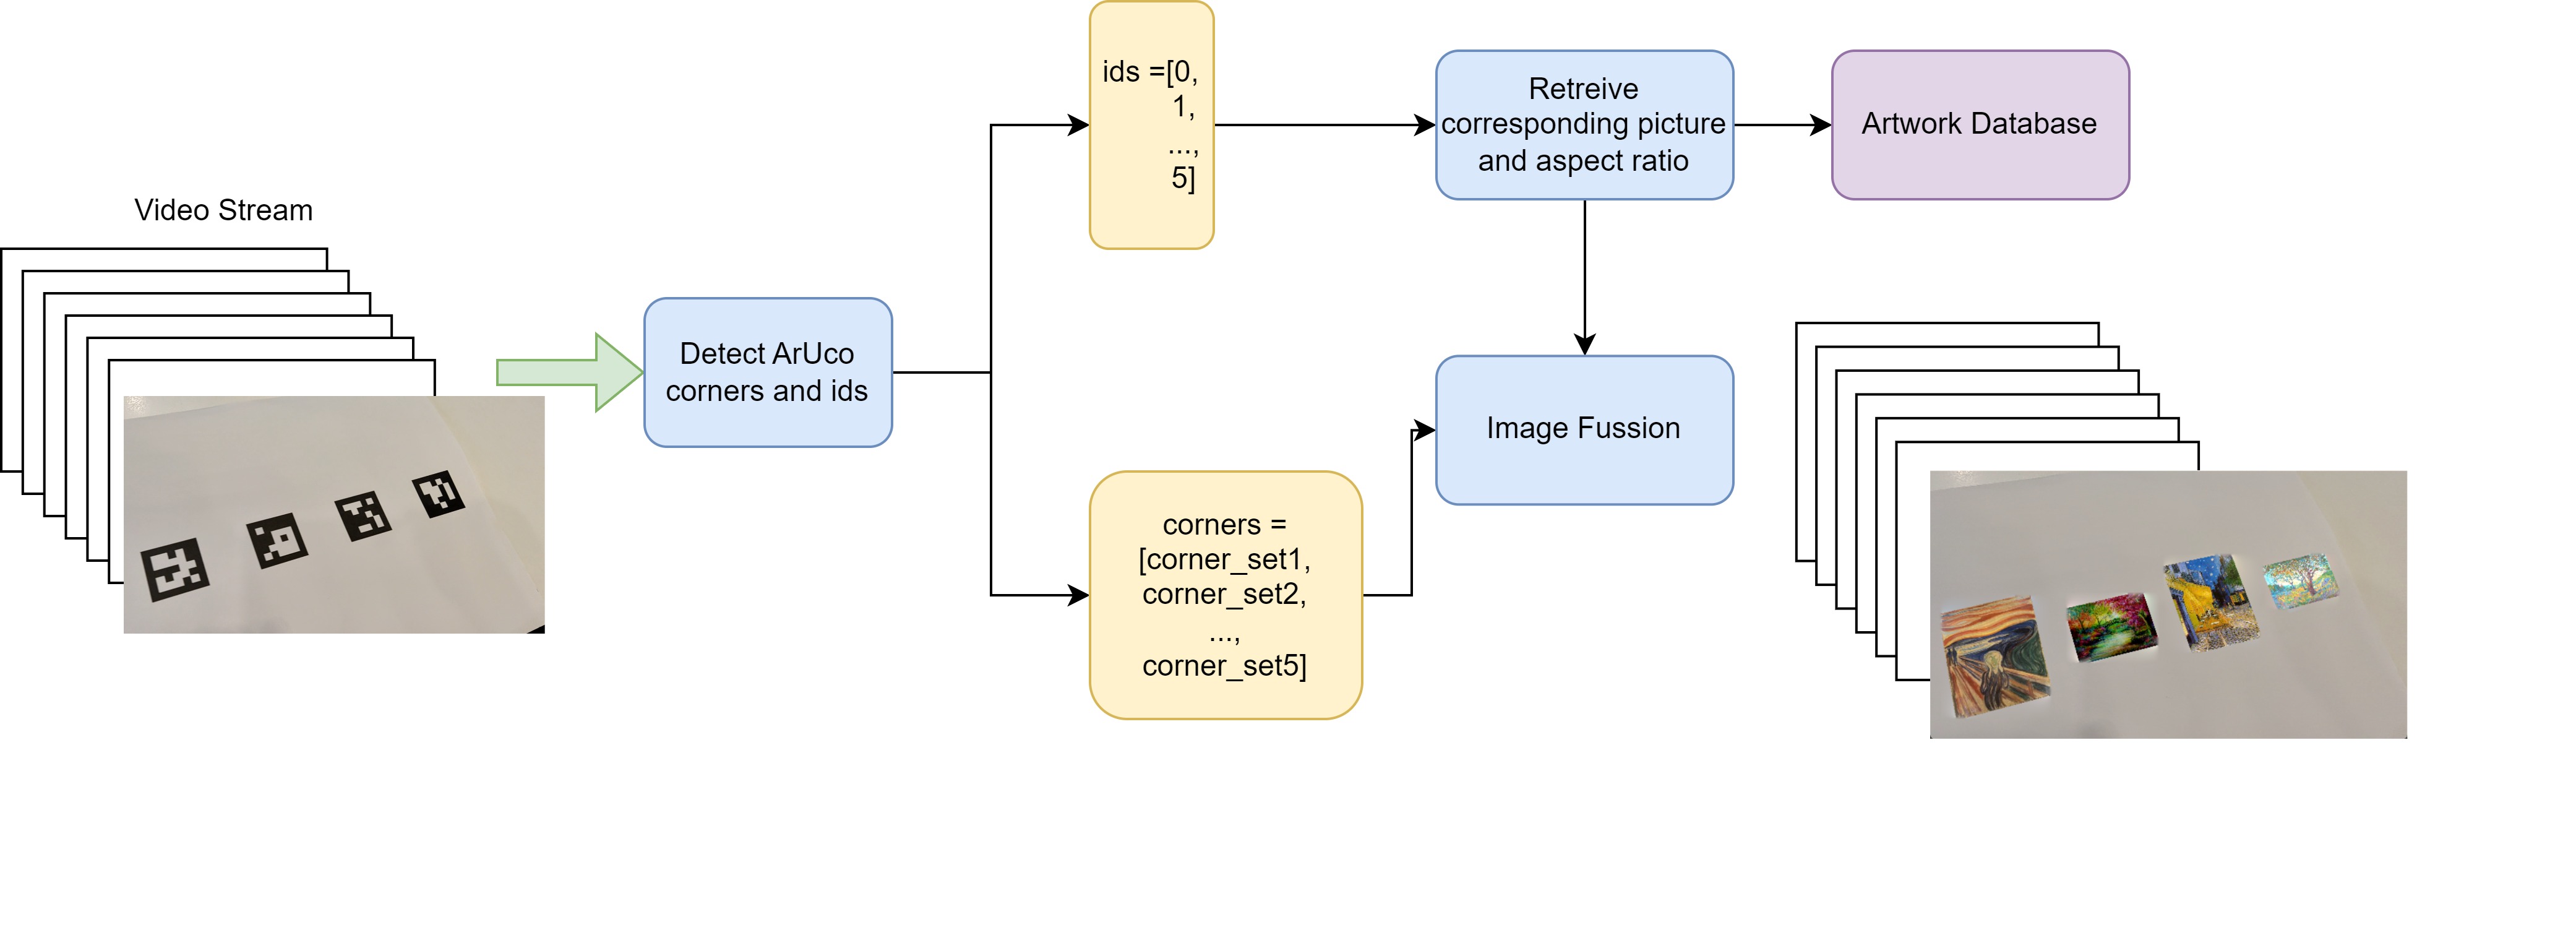 Video Stream
Detect ArUco
corners and ids
ids =[0,
1,
...,
5]
Retreive
corresponding picture
and aspect ratio
Artwork Database
Image Fussion
corners =
[corner_set1,
corner_set2,
...,
corner_set5]